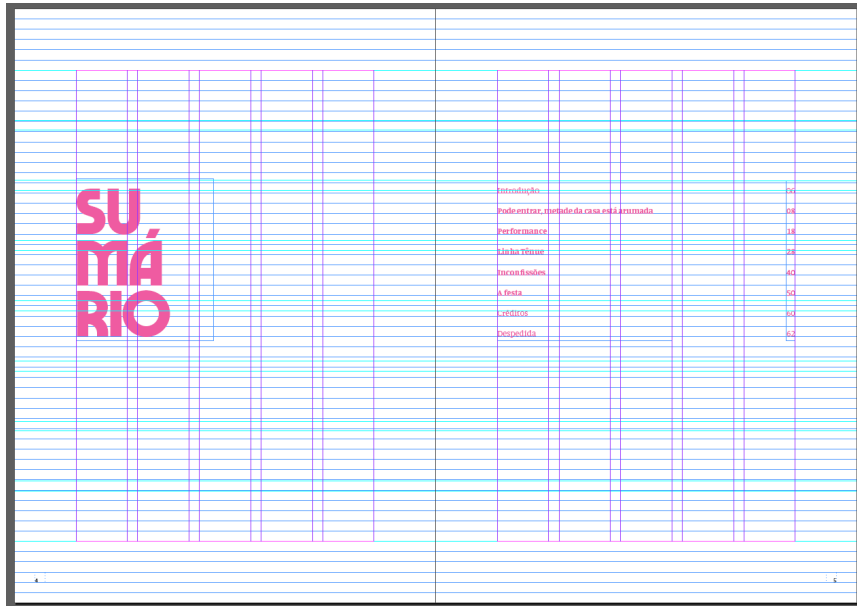 SU
MÁ
RIO
Introdução 06
Pode entrar, metade da casa está arrumada 08
Performance 18
Linha Tênue 28
Inconfissões 40
A festa 50
Créditos 60
Despedida 62
4
5